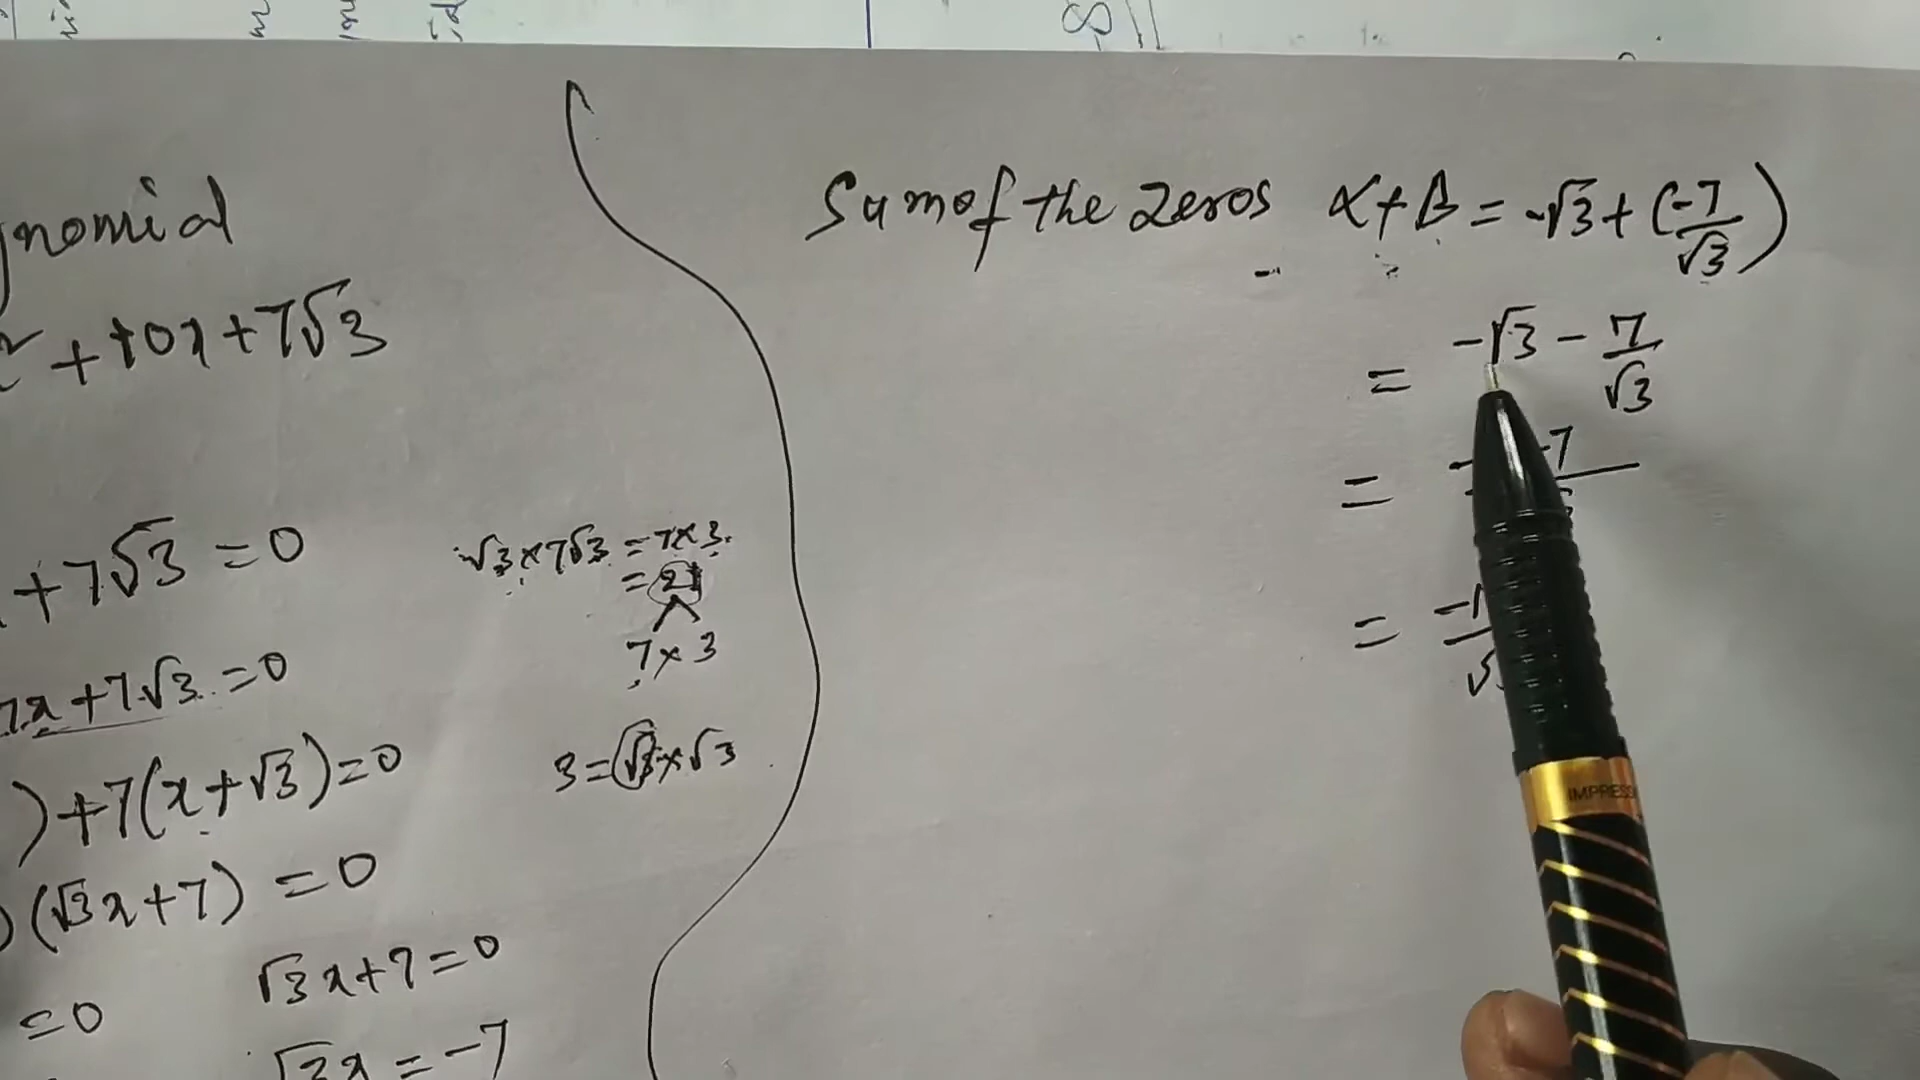 nomial
+10x+7√3
+7√3 =0
7x+7√3=0
)+7(x+√3)=0
(√3x+7) =0
=0
√3x+7=0
√3x=-7
√3×7√3 =7×3
=21
7×3
3=√3×√3
Sum of the zeros α+β=-√3+(-7/√3)
= -√3 - 7/√3
=
=
IMPRESS